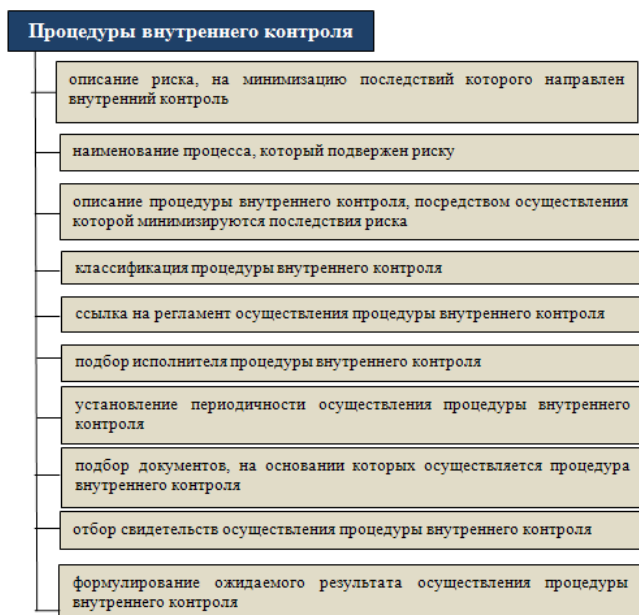 Процедуры внутреннего контроля
описание риска, на минимизацию последствий которого направлен
внутренний контроль
наименование процесса, который подвержен риску
описание процедуры внутреннего контроля, посредством осуществления
которой минимизируются последствия риска
классификация процедуры внутреннего контроля
ссылка на регламент осуществления процедуры внутреннего контроля
подбор исполнителя процедуры внутреннего контроля
установление периодичности осуществления процедуры внутреннего
контроля
подбор документов, на основании которых осуществляется процедура
внутреннего контроля
отбор свидетельств осуществления процедуры внутреннего контроля
формулирование ожидаемого результата осуществления процедуры
внутреннего контроля